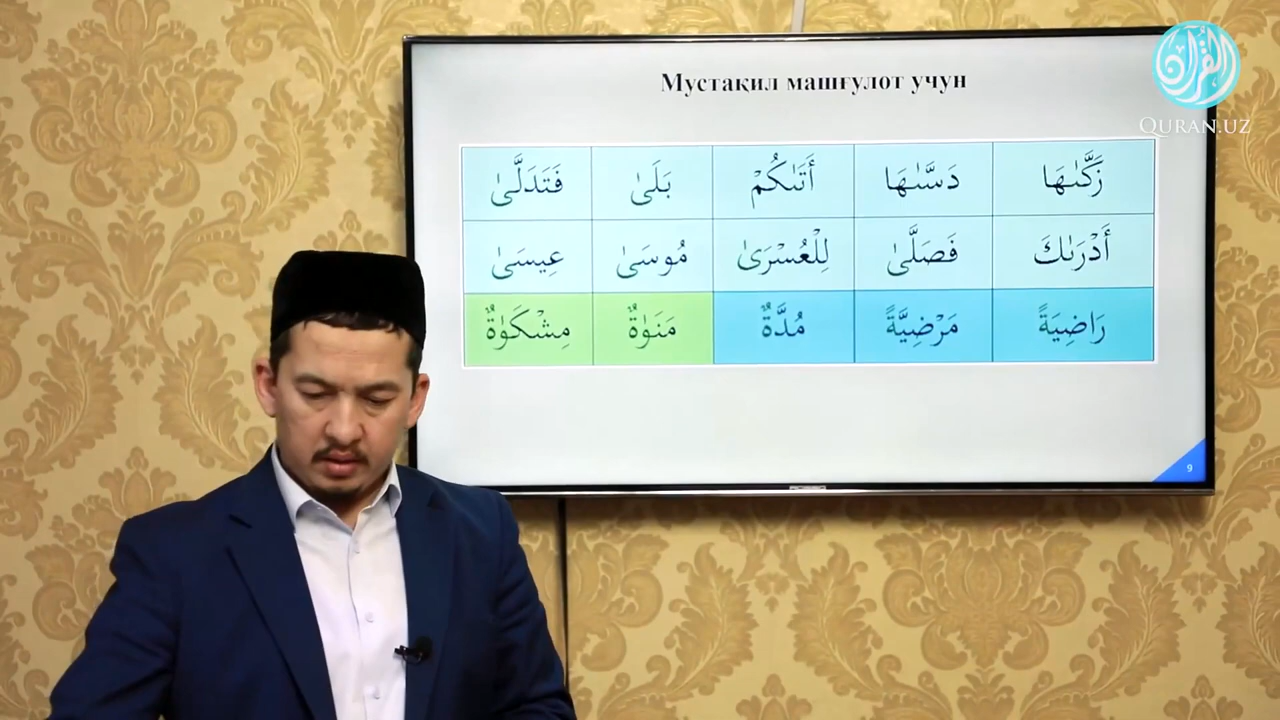 Мустақил машғулот учун
زَكَّىٰهَا دَسَّىٰهَا أَتَىٰكُمْ بَلَىٰ فَتَدَلَّىٰ
أَدْرَىٰكَ فَصَلَّىٰ لِلْعُسْرَىٰ مُوسَىٰ عِيسَىٰ
رَاضِيَةً مَرْضِيَّةً مُدَّةٌ مَنَوٰةٌ مِشْكَوٰةٌ
9
القرآن
QURAN.UZ